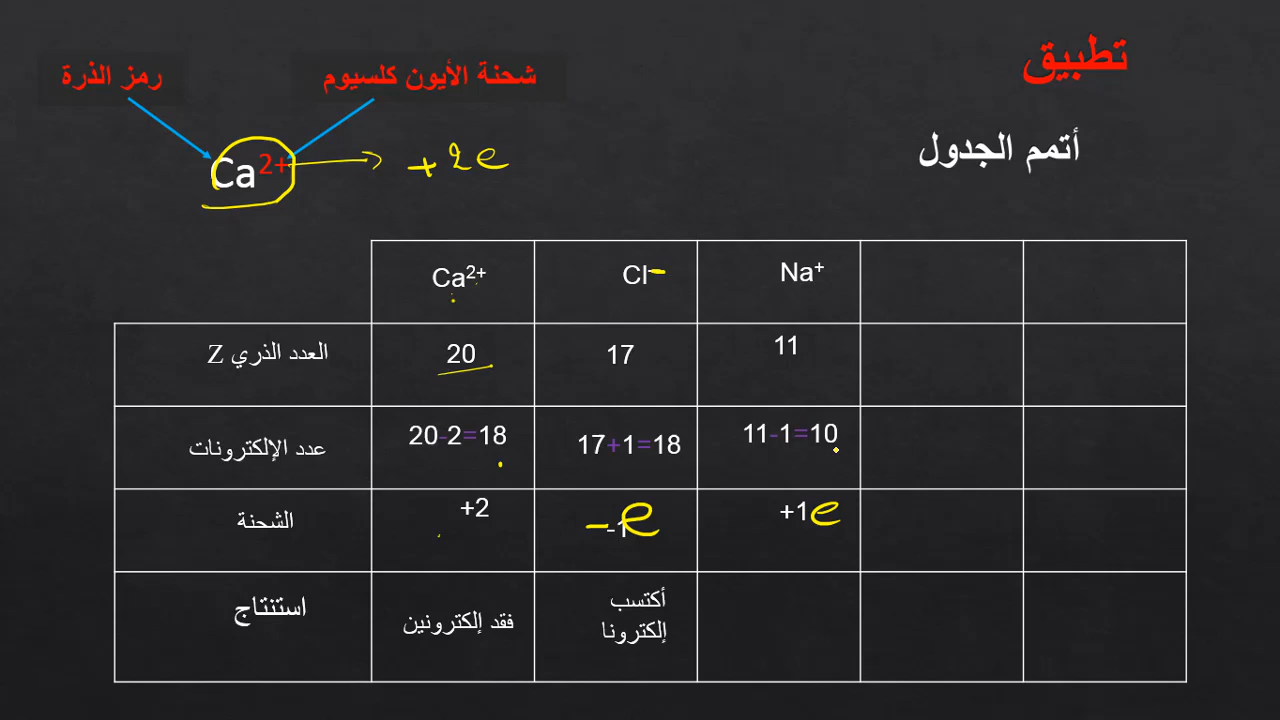 تطبيق
شحنة الأيون كلسيوم
رمز الذرة
Ca2+
+2e
أتمم الجدول
Ca2+ Cl- Na+
العدد الذري Z 20 17 11
عدد الإلكترونات 20-2=18 17+1=18 11-1=10
الشحنة +2 - -1e +1e
استنتاج فقد إلكترونين أكتسب
إلكترونا